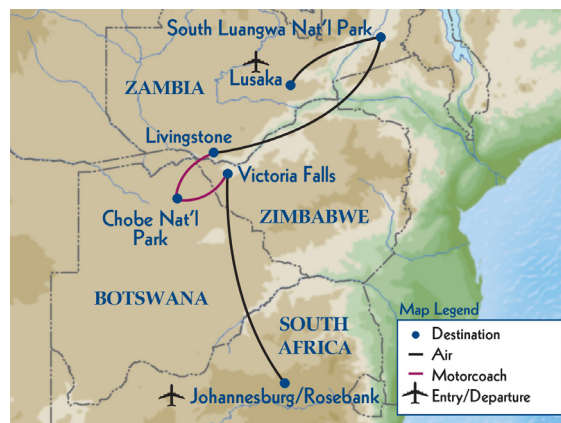 South Luangwa Nat'l Park
ZAMBIA
Lusaka
Livingstone
Victoria Falls
Chobe Nat'l
Park
ZIMBABWE
BOTSWANA
SOUTH
AFRICA
Johannesburg/Rosebank
Map Legend
Destination
Air
Motorcoach
Entry/Departure